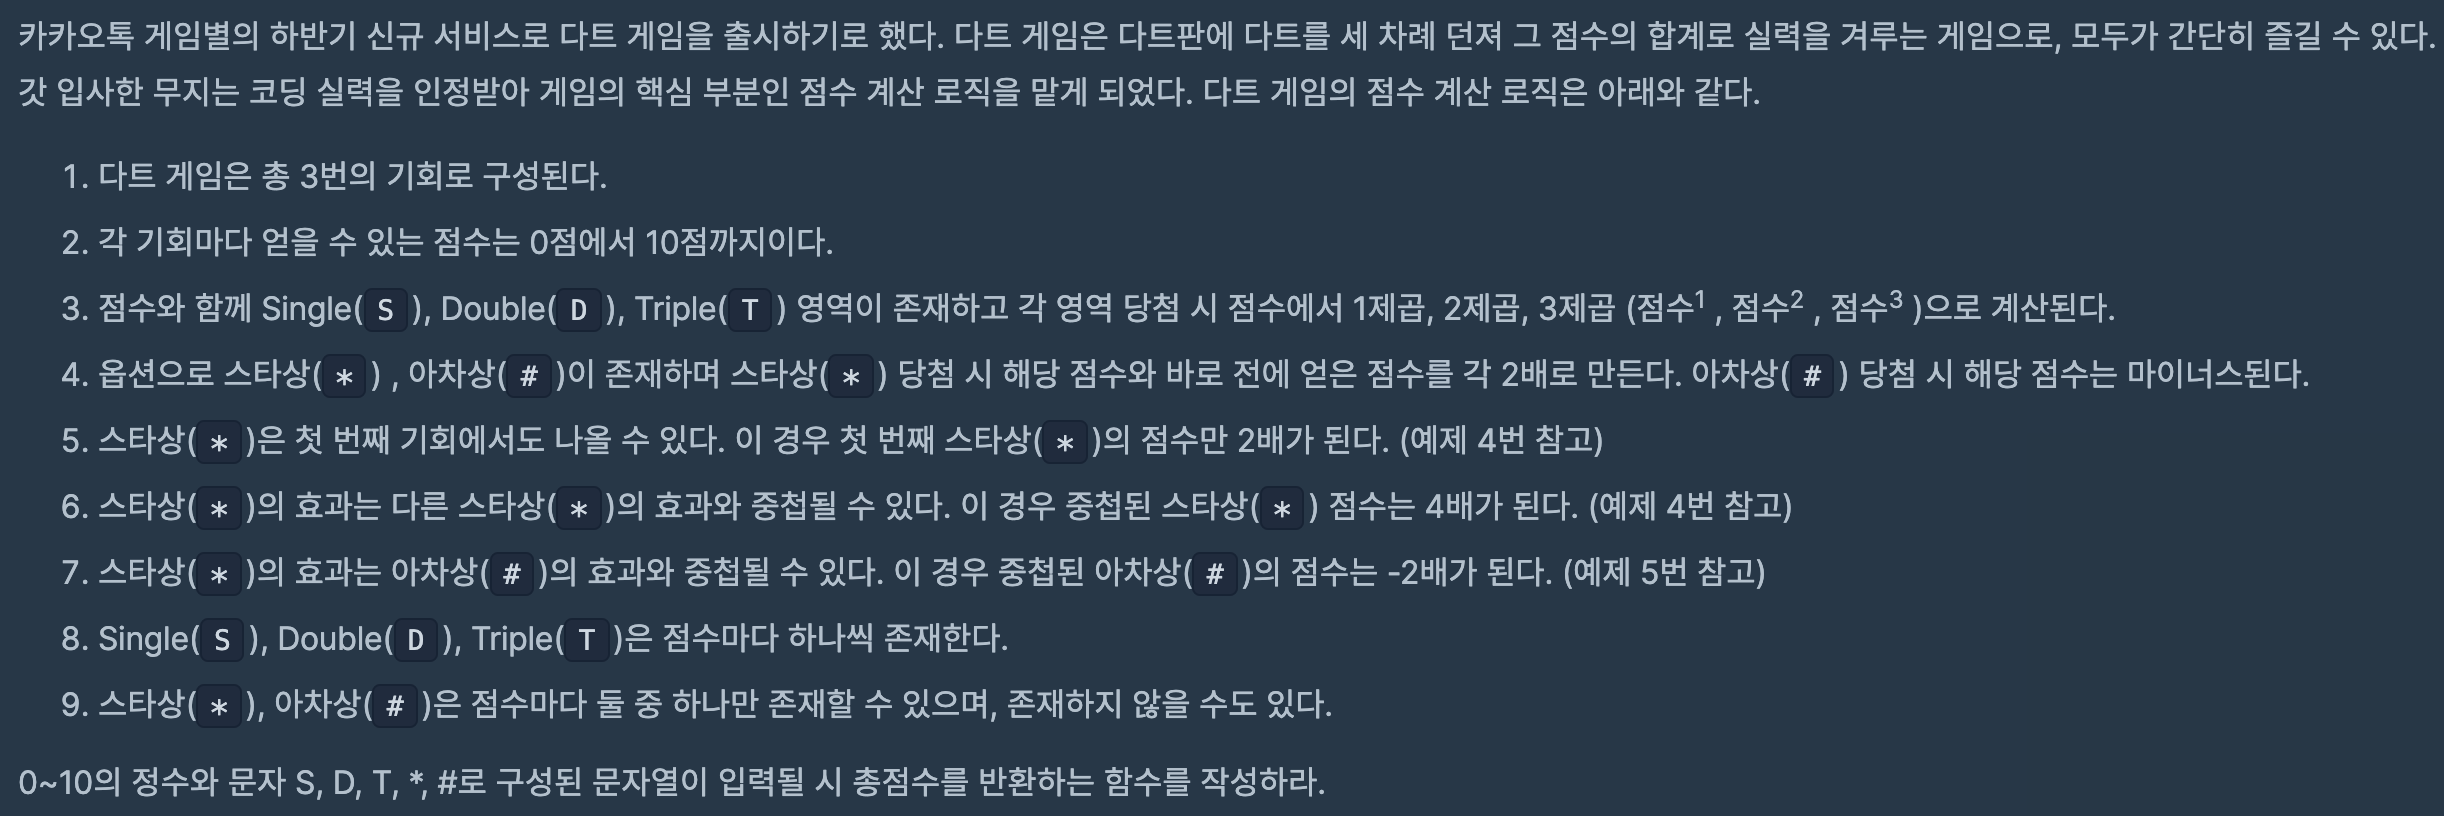 카카오톡 게임별의 하반기 신규 서비스로 다트 게임을 출시하기로 했다. 다트 게임은 다트판에 다트를 세 차례 던져 그 점수의 합계로 실력을 겨루는 게임으로, 모두가 간단히 즐길 수 있다.
갓 입사한 무지는 코딩 실력을 인정받아 게임의 핵심 부분인 점수 계산 로직을 맡게 되었다. 다트 게임의 점수 계산 로직은 아래와 같다.
1. 다트 게임은 총 3번의 기회로 구성된다.
2. 각 기회마다 얻을 수 있는 점수는 0점에서 10점까지이다.
3. 점수와 함께 Single(S), Double(D), Triple(T) 영역이 존재하고 각 영역 당첨 시 점수에서 1제곱, 2제곱, 3제곱 (점수¹ , 점수² , 점수³ )으로 계산된다.
4. 옵션으로 스타상(*) , 아차상(#)이 존재하며 스타상(*) 당첨 시 해당 점수와 바로 전에 얻은 점수를 각 2배로 만든다. 아차상(#) 당첨 시 해당 점수는 마이너스된다.
5. 스타상(*)은 첫 번째 기회에서도 나올 수 있다. 이 경우 첫 번째 스타상(*)의 점수만 2배가 된다. (예제 4번 참고)
6. 스타상(*)의 효과는 다른 스타상(*)의 효과와 중첩될 수 있다. 이 경우 중첩된 스타상(*) 점수는 4배가 된다. (예제 4번 참고)
7. 스타상(*)의 효과는 아차상(#)의 효과와 중첩될 수 있다. 이 경우 중첩된 아차상(#)의 점수는 -2배가 된다. (예제 5번 참고)
8. Single(S), Double(D), Triple(T)은 점수마다 하나씩 존재한다.
9. 스타상(*), 아차상(#)은 점수마다 둘 중 하나만 존재할 수 있으며, 존재하지 않을 수도 있다.
0~10의 정수와 문자 S, D, T, *, #로 구성된 문자열이 입력될 시 총점수를 반환하는 함수를 작성하라.